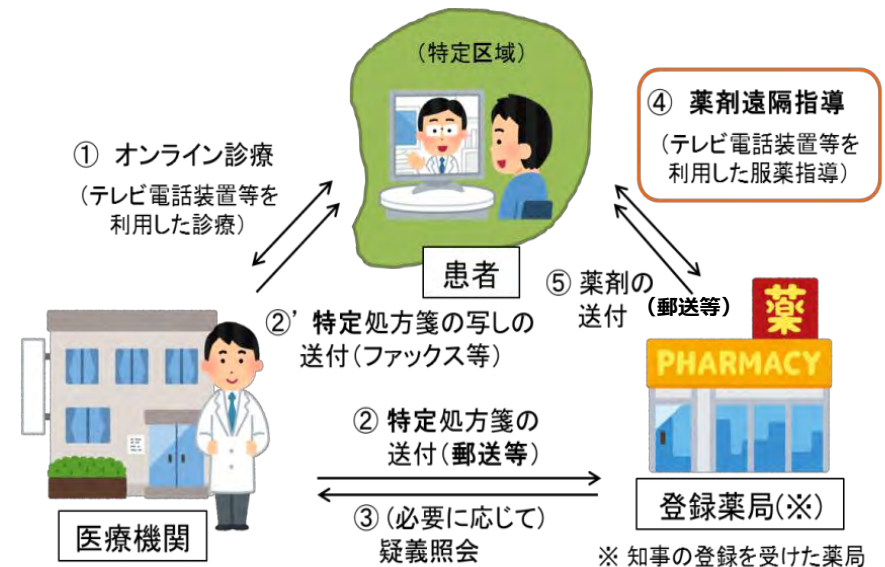 (特定区域)
① オンライン診療
(テレビ電話装置等を
利用した診療)
④ 薬剤遠隔指導
(テレビ電話装置等を
利用した服薬指導)
患者
②’ 特定処方箋の写しの
送付(ファックス等)
⑤ 薬剤の
送付 (郵送等)
薬
PHARMACY
② 特定処方箋の
送付(郵送等)
③ (必要に応じて)
疑義照会
医療機関
登録薬局(※)
※ 知事の登録を受けた薬局